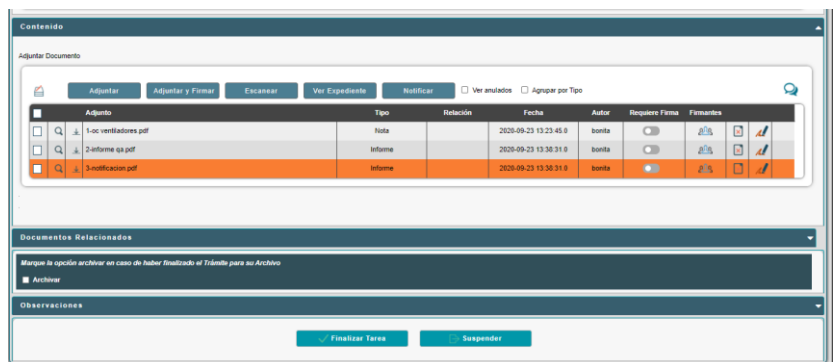 Contenido
Adjuntar Documento
Adjuntar Adjuntar y Firmar Escanear Ver Expediente Notificar Ver anulados Agrupar por Tipo
Adjunto Tipo Relación Fecha Autor Requiere Firma Firmantes
1-oc ventiladores.pdf Nota 2020-09-23 13:23:45.0 bonita
2-informe qa.pdf Informe 2020-09-23 13:38:31.0 bonita
3-notificacion.pdf Informe 2020-09-23 13:38:31.0 bonita
Documentos Relacionados
Marque la opción archivar en caso de haber finalizado el Trámite para su Archivo
Archivar
Observaciones
Finalizar Tarea Suspender